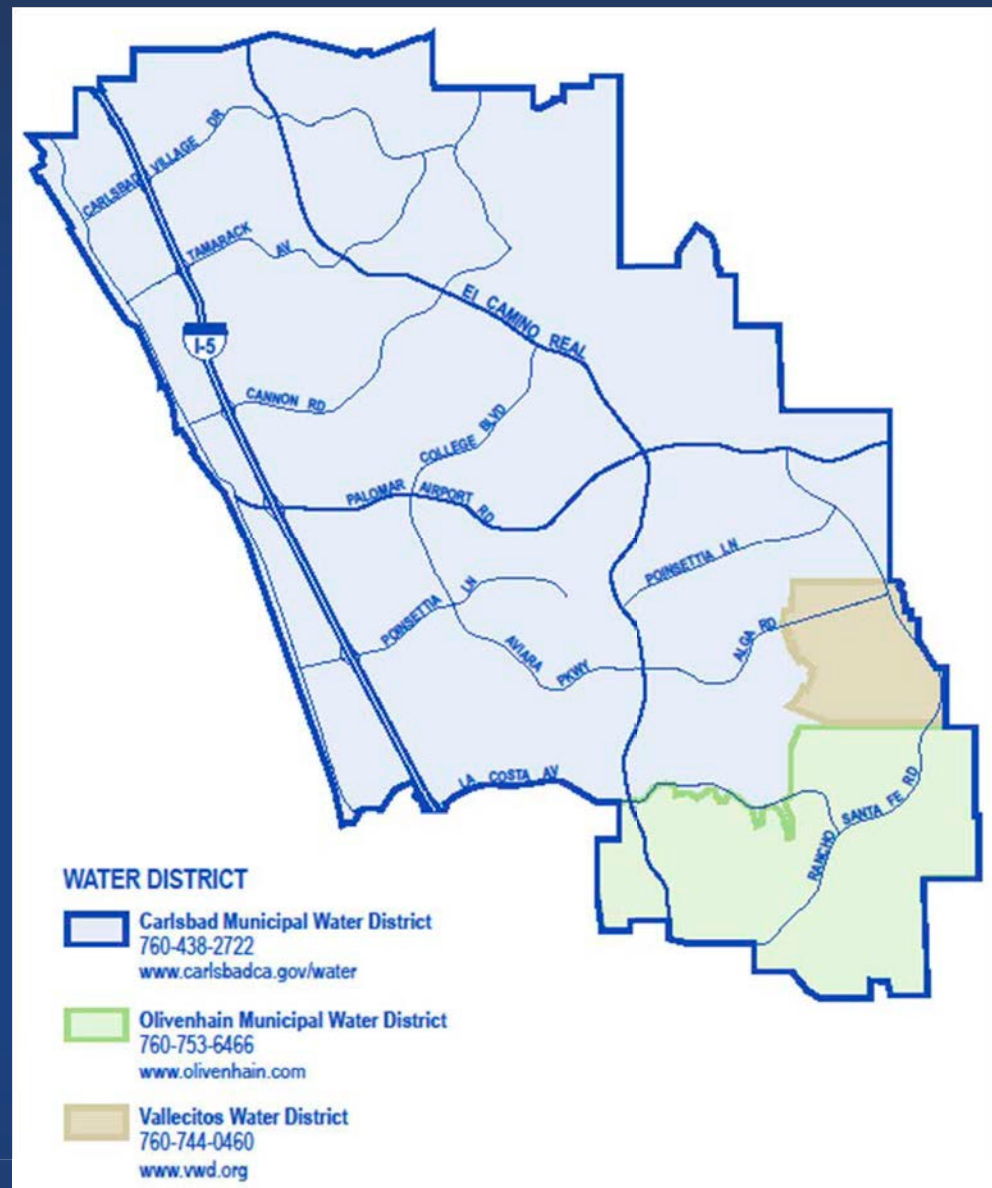 CARLSBAD VILLAGE DR
TAMARACK AV
EI CAMINO REAL
I-5
CANNON RD
COLLEGE BLVD
PALOMAR AIRPORT RD
POINSETTIA LN
POINSETTIA LN
AVIARA PKWY
ALGA RD
LA COSTA AV
RANCHO SANTA FE RD
WATER DISTRICT
Carlsbad Municipal Water District
760-438-2722
www.carlsbadca.gov/water
Olivenhain Municipal Water District
760-753-6466
www.olivenhain.com
Vallecitos Water District
760-744-0460
www.vwd.org